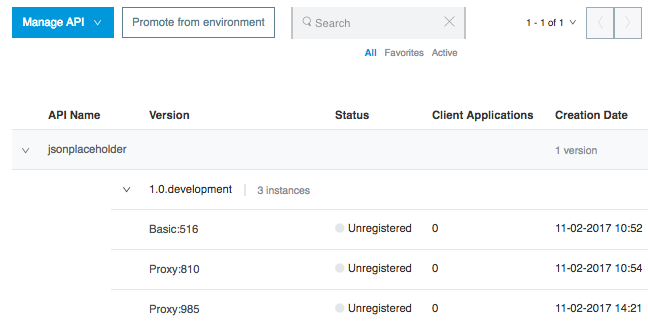 Manage API Promote from environment Search 1 - 1 of 1
All Favorites Active
API Name Version Status Client Applications Creation Date
jsonplaceholder 1 version
1.0.development 3 instances
Basic:516 Unregistered 0 11-02-2017 10:52
Proxy:810 Unregistered 0 11-02-2017 10:54
Proxy:985 Unregistered 0 11-02-2017 14:21